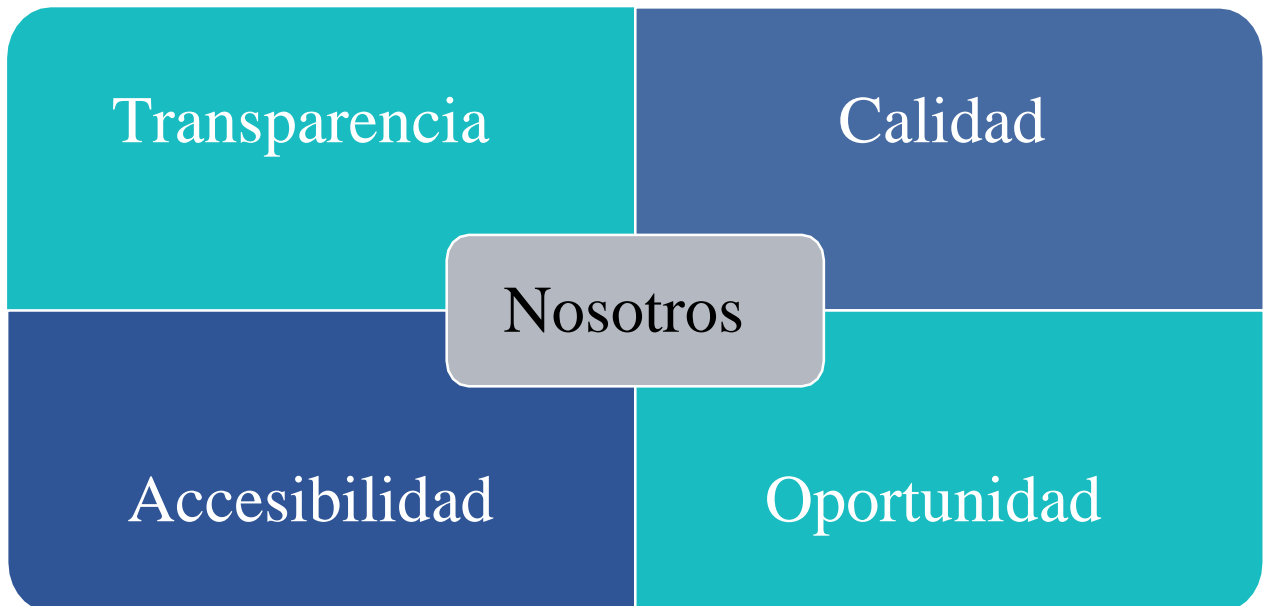 Transparencia
Calidad
Nosotros
Accesibilidad
Oportunidad